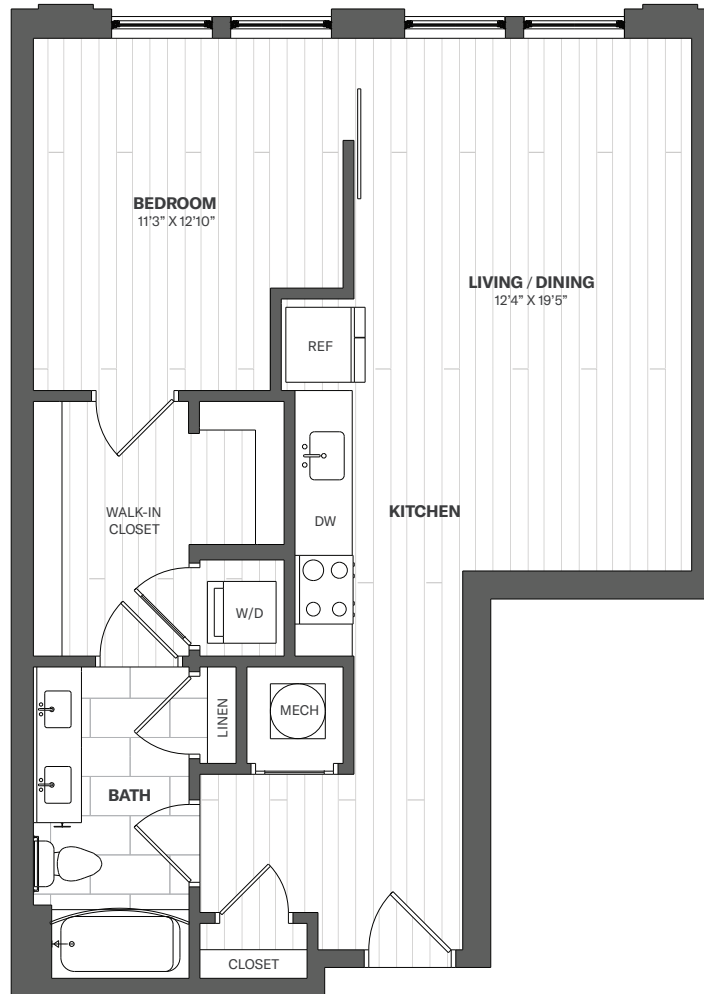 BEDROOM
11’3” X 12’10”
LIVING / DINING
12’4” X 19’5”
REF
WALK-IN
CLOSET
DW
KITCHEN
W/D
LINEN
MECH
BATH
CLOSET